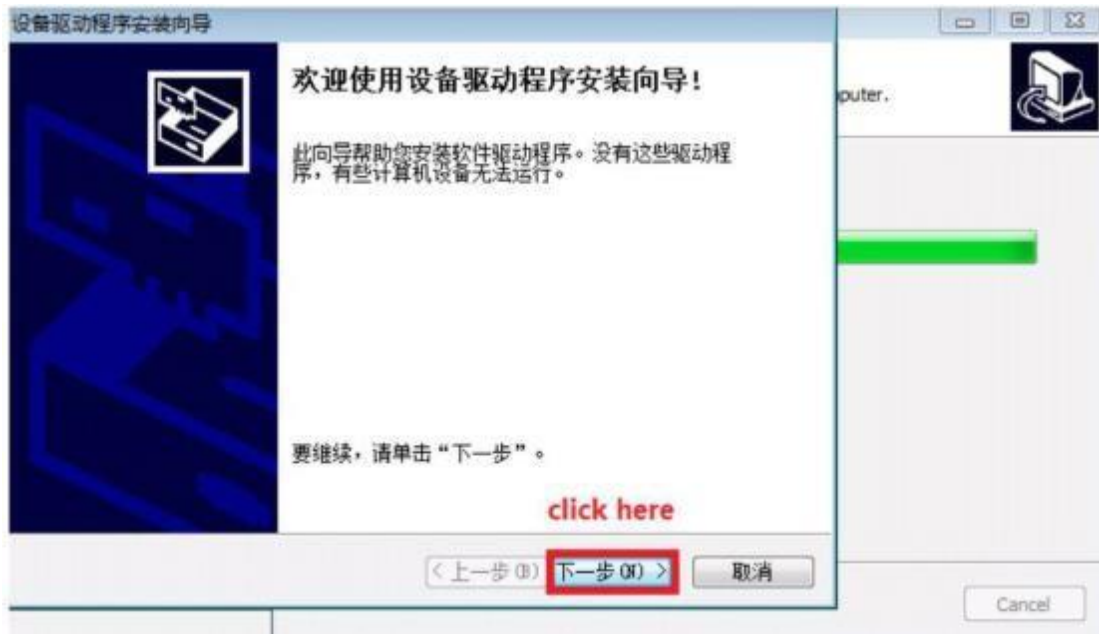 设备驱动程序安装向导
欢迎使用设备驱动程序安装向导!
puter.
此向导帮助您安装软件驱动程序。没有这些驱动程
序，有些计算机设备无法运行。
要继续，请单击“下一步”。
click here
< 上一步(B)
下一步(N) >
取消
Cancel